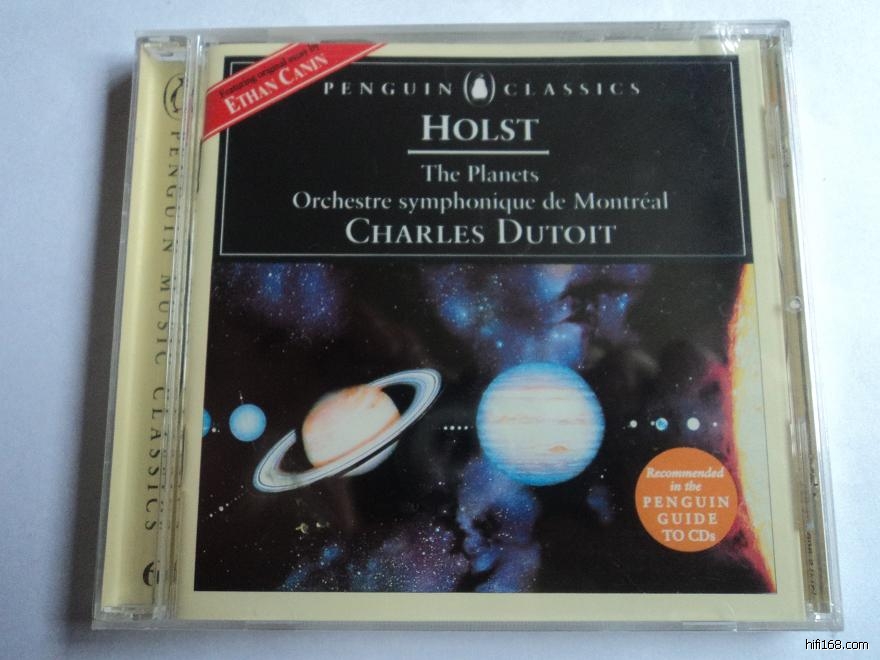 Featuring original essay by
ETHAN CANIN
PENGUIN CLASSICS
HOLST
The Planets
Orchestre symphonique de Montréal
CHARLES DUTOIT
Recommended
in the
PENGUIN
GUIDE
TO CDs
PENGUIN MUSIC CLASSICS
hifi168.com